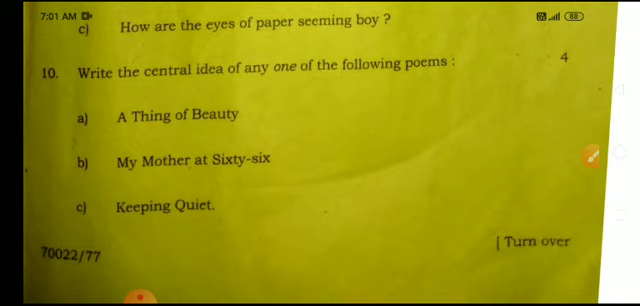 7:01 AM
88
c) How are the eyes of paper seeming boy ?
10. Write the central idea of any one of the following poems : 4
a) A Thing of Beauty
b) My Mother at Sixty-six
c) Keeping Quiet.
[ Turn over
70022/77